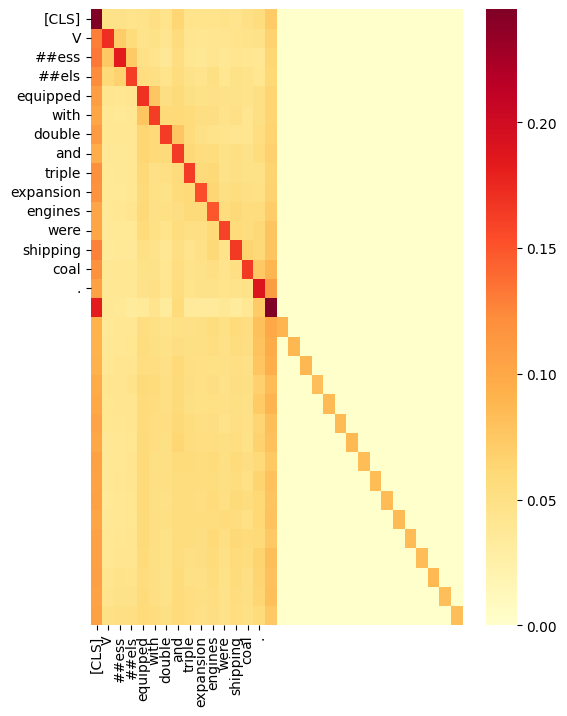 [CLS]
V
##ess
##els
equipped
with
double
and
triple
expansion
engines
were
shipping
coal
.
0.20
0.15
0.10
0.05
0.00
[CLS]
V
##ess
##els
equipped
with
double
and
triple
expansion
engines
were
shipping
coal
.